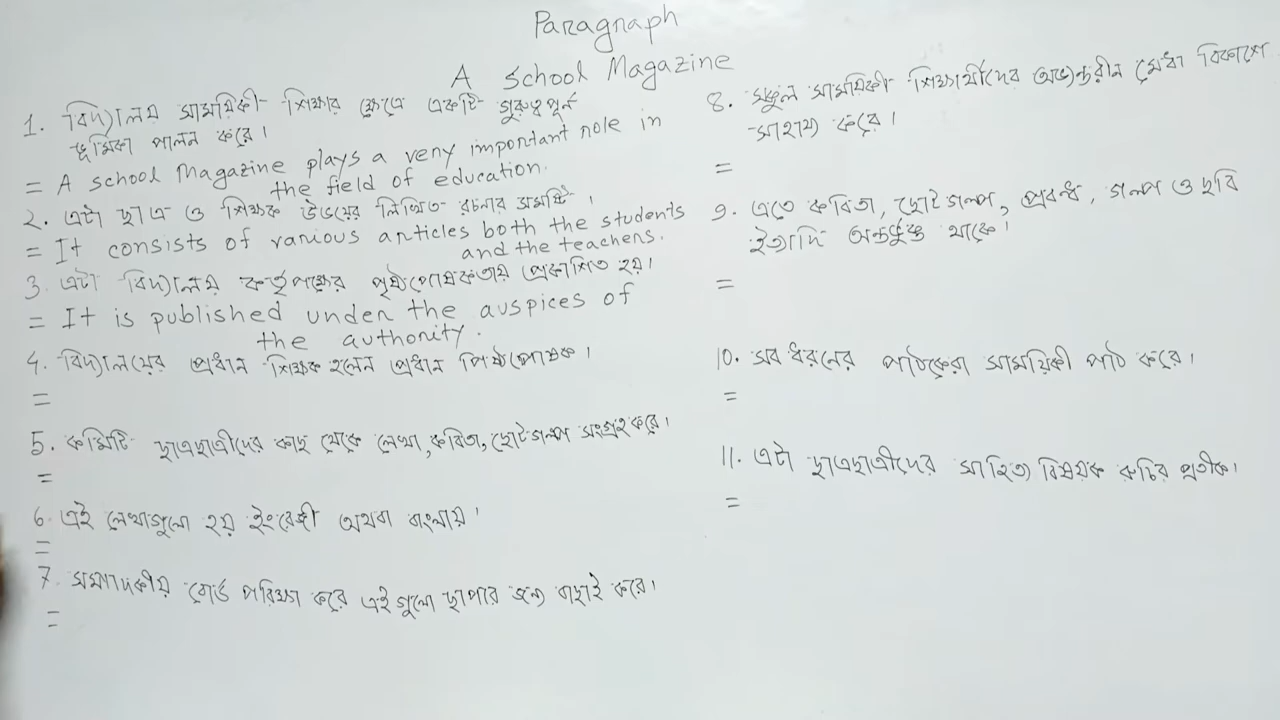 Paragraph
A School Magazine
1. বিদ্যালয় সাময়িকী শিক্ষার ক্ষেত্রে একটি গুরুত্বপূর্ন
ভূমিকা পালন করে।
= A school Magazine plays a very important role in
the field of education.
২. এটা ছাত্র ও শিক্ষক উভয়ের লিখিত রচনার সমষ্টি।
= It consists of various articles both the students
and the teachers.
3. এটা বিদ্যালয় কর্তৃপক্ষের পৃষ্ঠপোষকতায় প্রকাশিত হয়।
= It is published under the auspices of
the authority.
4. বিদ্যালয়ের প্রধান শিক্ষক হলেন প্রধান পিষ্ঠপোষক।
=
5. কমিটি ছাত্রছাত্রীদের কাছ থেকে লেখা, কবিতা, ছোটগল্প সংগ্রহ করে।
=
6. এই লেখাগুলো হয় ইংরেজী অথবা বাংলায়।
=
7. সম্পাদকীয় বোর্ড পরিক্ষা করে এইগুলো ছাপার জন্য বাছাই করে।
=
8. স্কুল সাময়িকী শিক্ষার্থীদের অভ্যন্তরীন মেধা বিকাশে
সাহায্য করে।
=
9. এতে কবিতা, ছোটগল্প, প্রবন্ধ, গল্প ও ছবি
ইত্যাদি অন্তর্ভুক্ত থাকে।
=
10. সব ধরনের পাঠকেরা সাময়িকী পাঠ করে।
=
11. এটা ছাত্রছাত্রীদের সাহিত্য বিষয়ক রুচির প্রতীক।
=